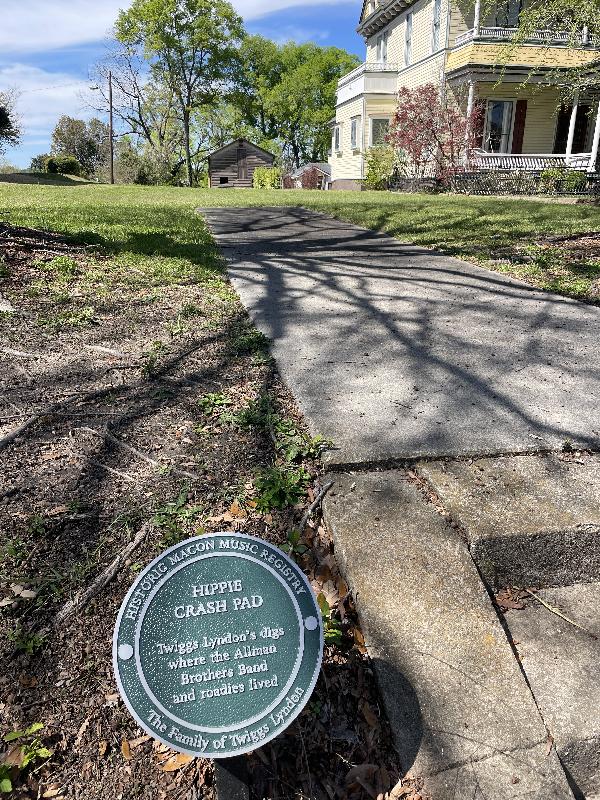 HISTORIC MACON MUSIC REGISTRY
HIPPIE
CRASH PAD
Twiggs Lyndon's digs
where the Allman
Brothers Band
and roadies lived
The Family of Twiggs Lyndon